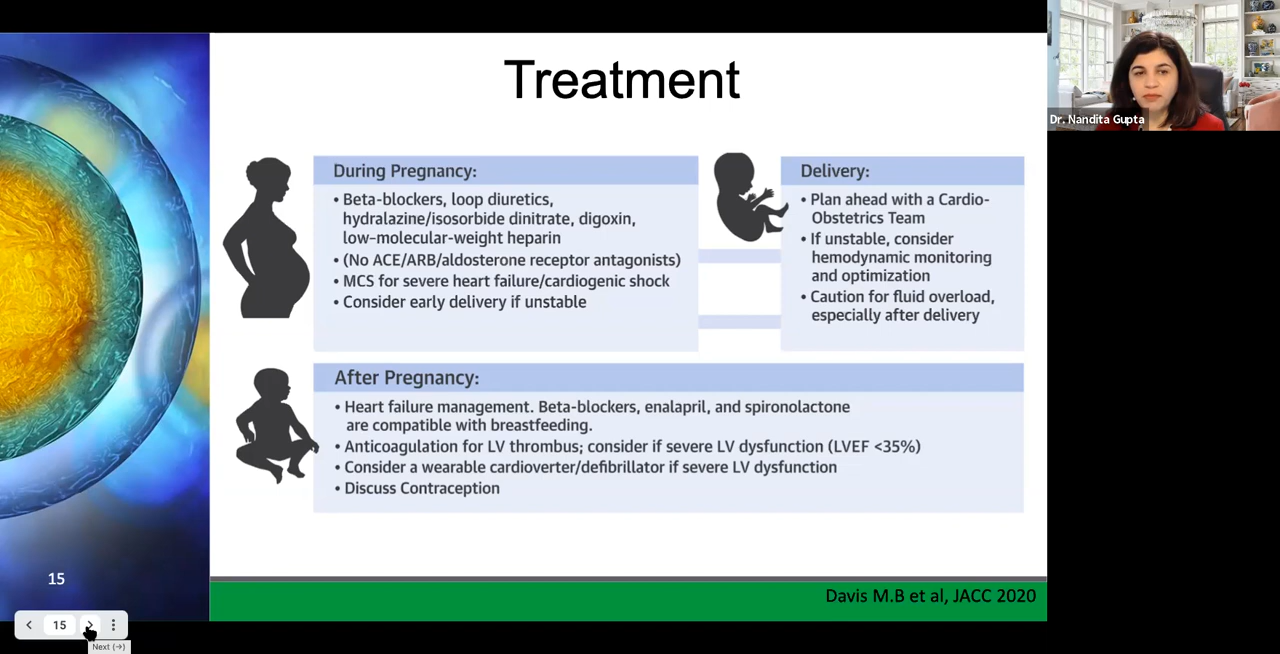 Treatment
Dr. Nandita Gupta
During Pregnancy:
• Beta-blockers, loop diuretics,
hydralazine/isosorbide dinitrate, digoxin,
low-molecular-weight heparin
• (No ACE/ARB/aldosterone receptor antagonists)
• MCS for severe heart failure/cardiogenic shock
• Consider early delivery if unstable
Delivery:
• Plan ahead with a Cardio-
Obstetrics Team
• If unstable, consider
hemodynamic monitoring
and optimization
• Caution for fluid overload,
especially after delivery
After Pregnancy:
• Heart failure management. Beta-blockers, enalapril, and spironolactone
are compatible with breastfeeding.
• Anticoagulation for LV thrombus; consider if severe LV dysfunction (LVEF <35%)
• Consider a wearable cardioverter/defibrillator if severe LV dysfunction
• Discuss Contraception
15
Davis M.B et al, JACC 2020
15
Next (→)